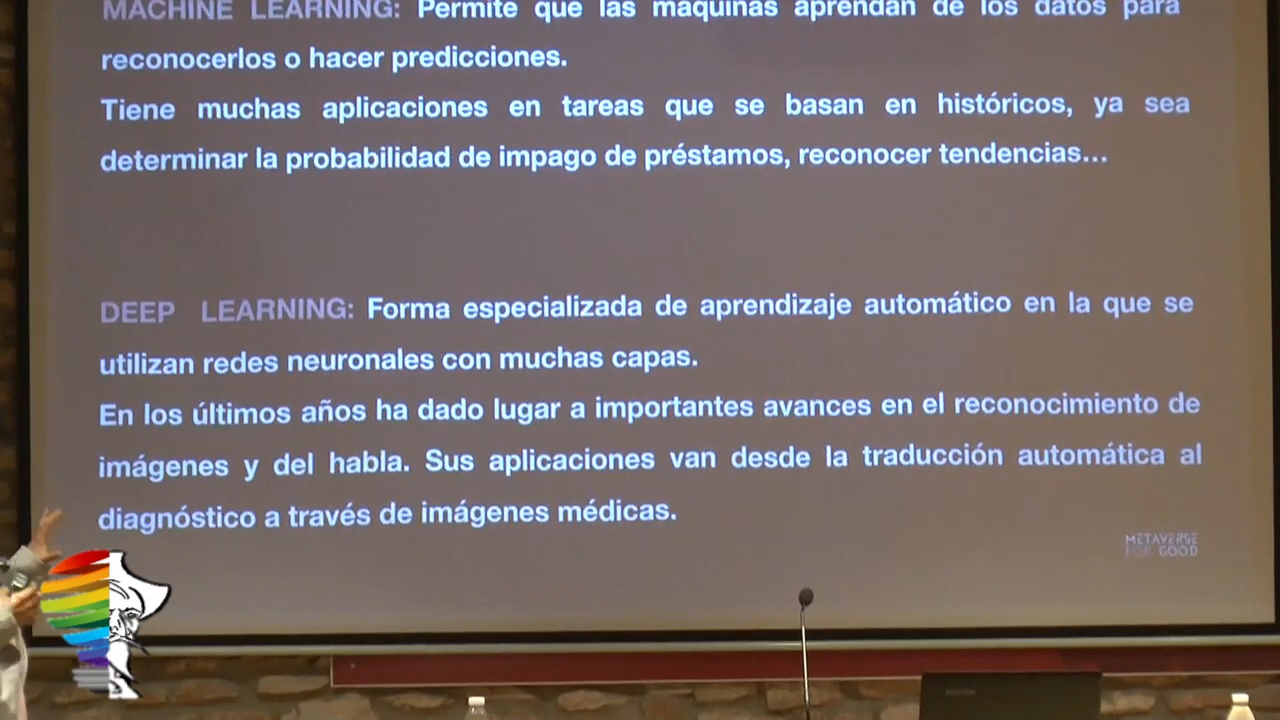 MACHINE LEARNING: Permite que las máquinas aprendan de los datos para
reconocerlos o hacer predicciones.
Tiene muchas aplicaciones en tareas que se basan en históricos, ya sea
determinar la probabilidad de impago de préstamos, reconocer tendencias...
DEEP LEARNING: Forma especializada de aprendizaje automático en la que se
utilizan redes neuronales con muchas capas.
En los últimos años ha dado lugar a importantes avances en el reconocimiento de
imágenes y del habla. Sus aplicaciones van desde la traducción automática al
diagnóstico a través de imágenes médicas.
METAVERSE
FOR GOOD